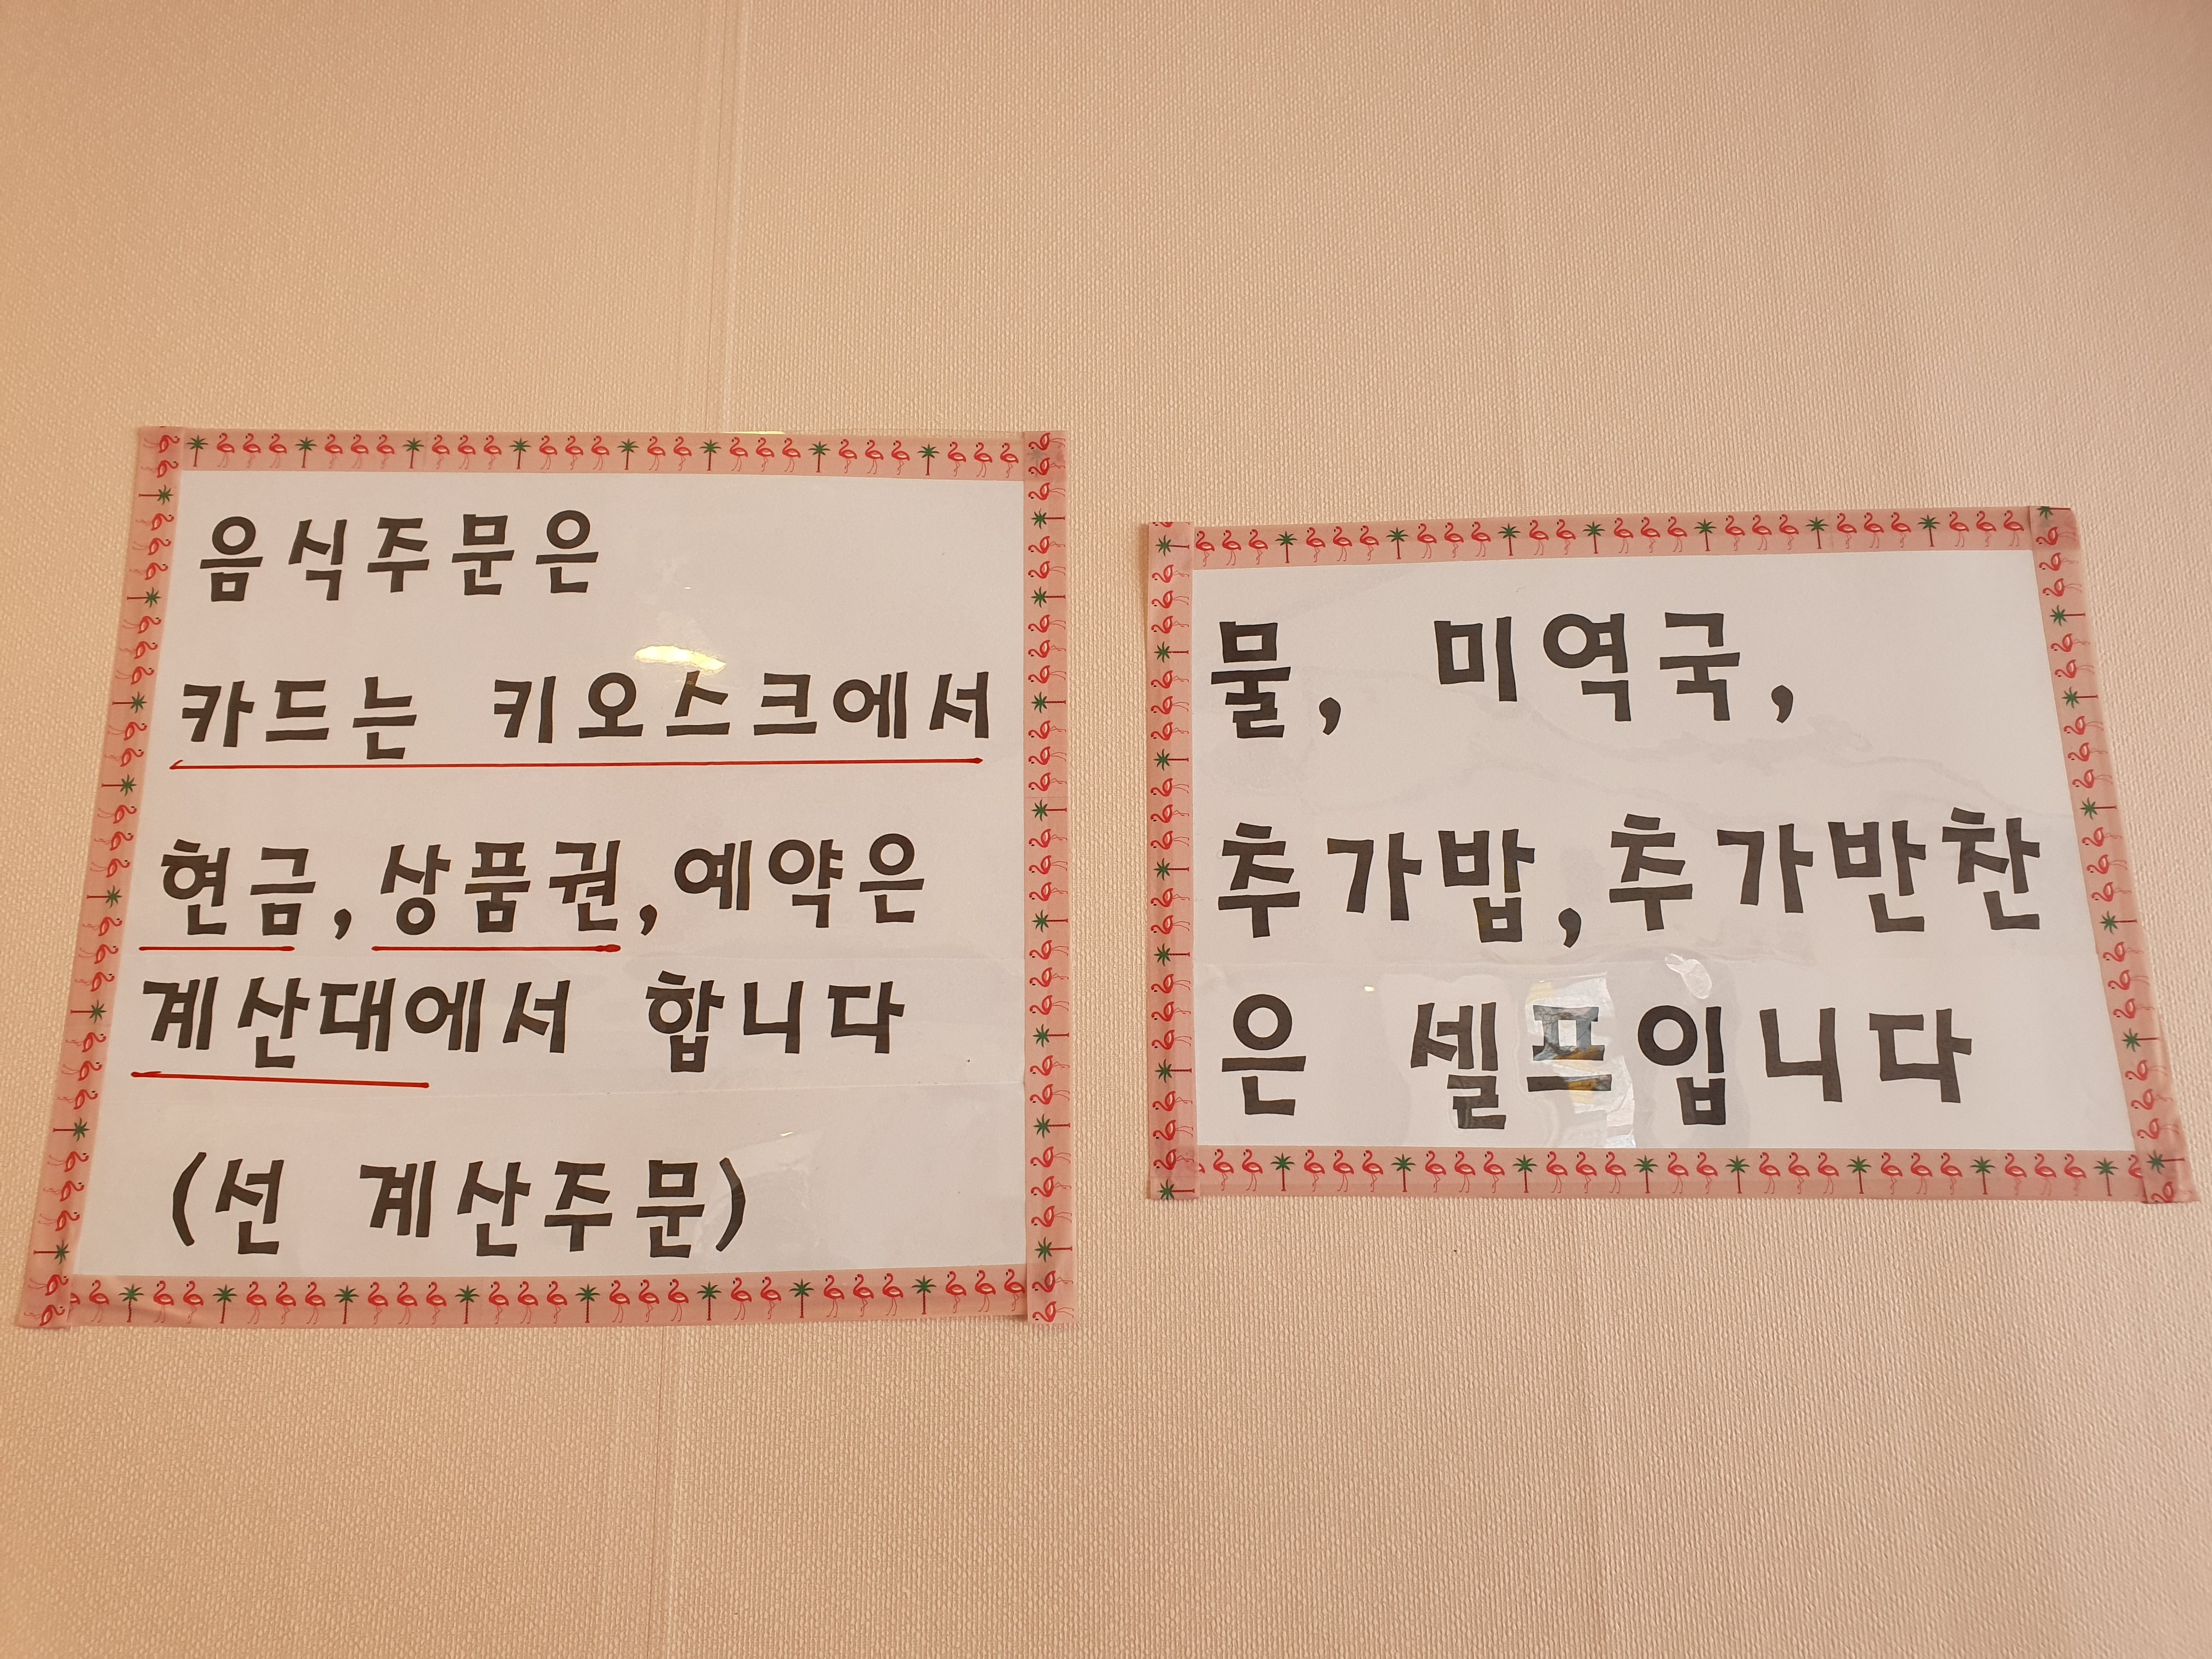 음식주문은
카드는 키오스크에서
현금, 상품권, 예약은
계산대에서 합니다
(선 계산주문)
물, 미역국,
추가밥, 추가반찬
은 셀프입니다